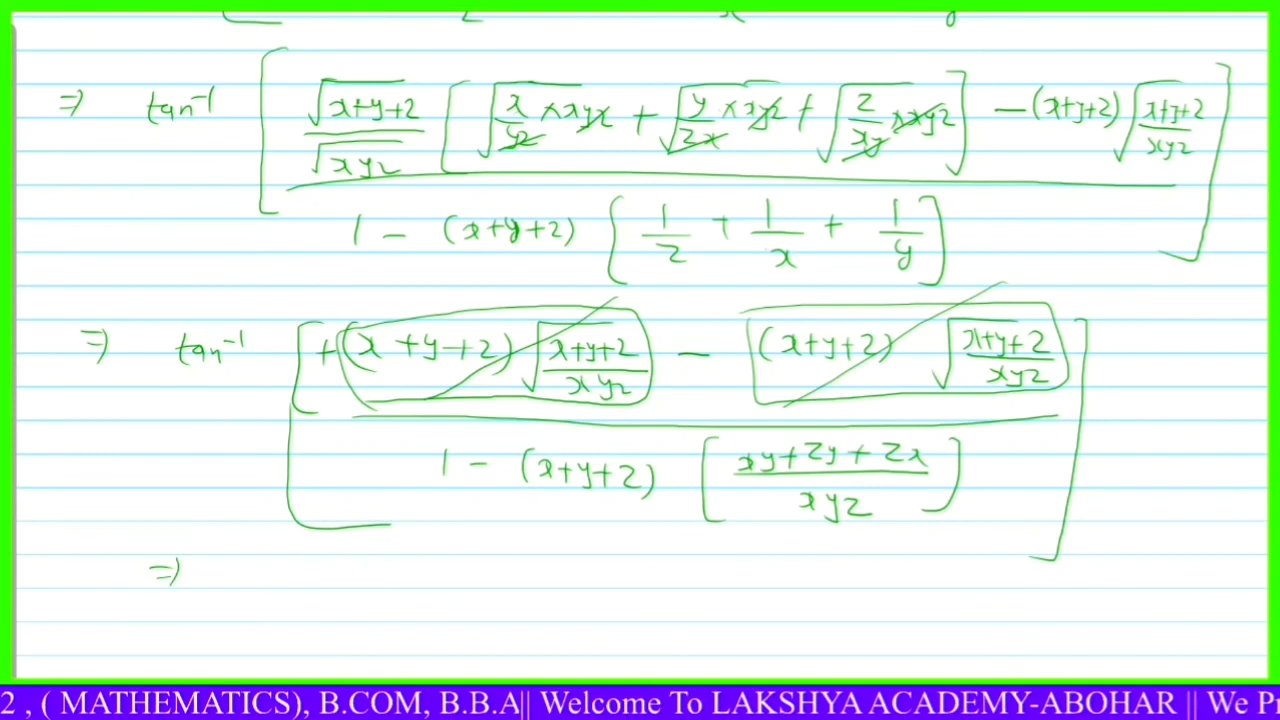 ⇒ tan⁻¹ [ √(x+y+z)/√(xyz) [ √(x/yz × xyz) + √(y/zx × xyz) + √(z/xy × xyz) ] − (x+y+z) √((x+y+z)/xyz) ]
1 − (x+y+z) [ 1/z + 1/x + 1/y ]
⇒ tan⁻¹ [ +(x+y+z) √((x+y+z)/xyz) − (x+y+z) √((x+y+z)/xyz) ]
1 − (x+y+z) [ (xy+zy+zx)/xyz ]
⇒
2 , ( MATHEMATICS), B.COM, B.B.A|| Welcome To LAKSHYA ACADEMY-ABOHAR || We P